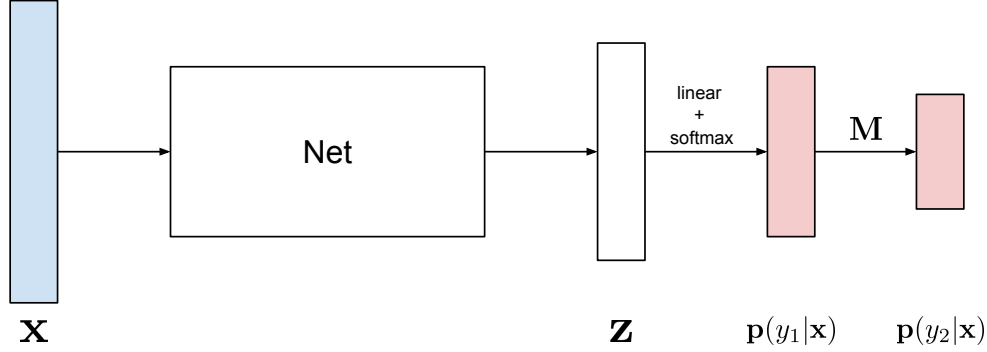 Net
linear
+
softmax
M
x
z
p(y₁|x)
p(y₂|x)